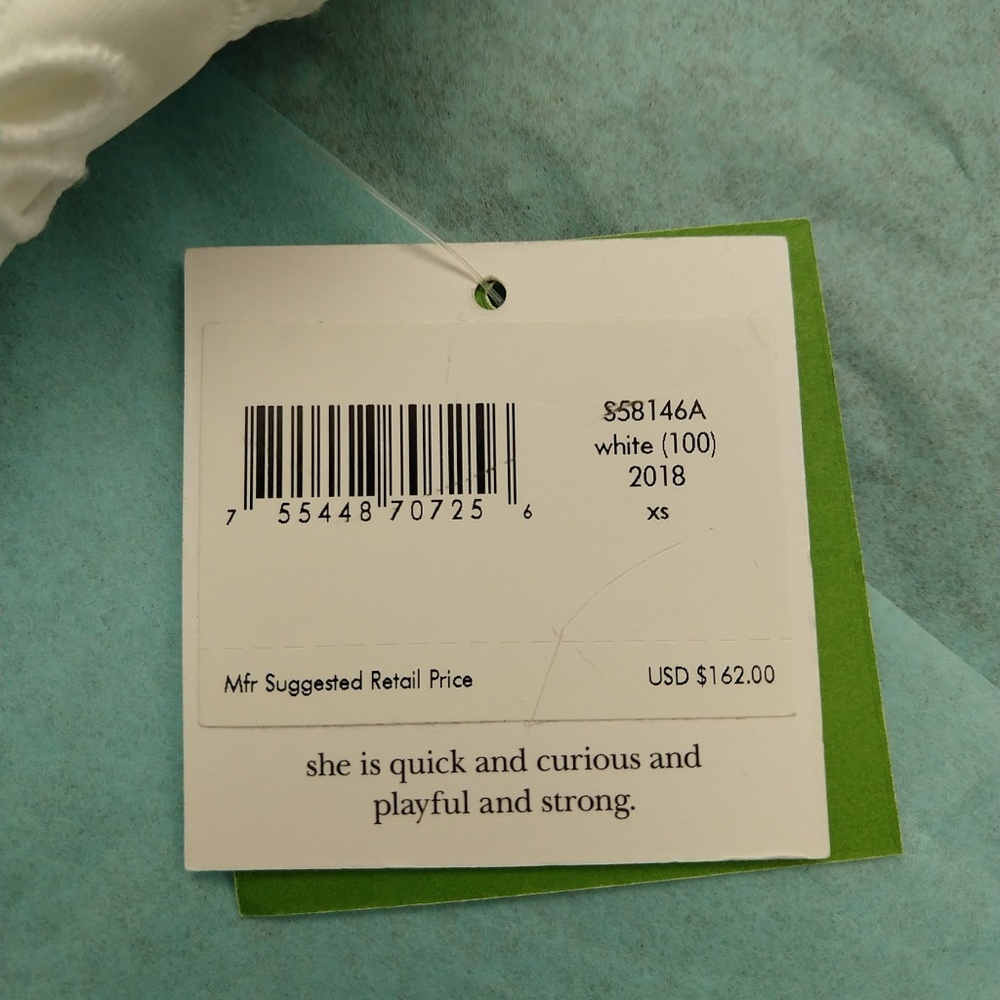 7 55448 70725 6
S58146A
white (100)
2018
xs
Mfr Suggested Retail Price USD $162.00
she is quick and curious and
playful and strong.